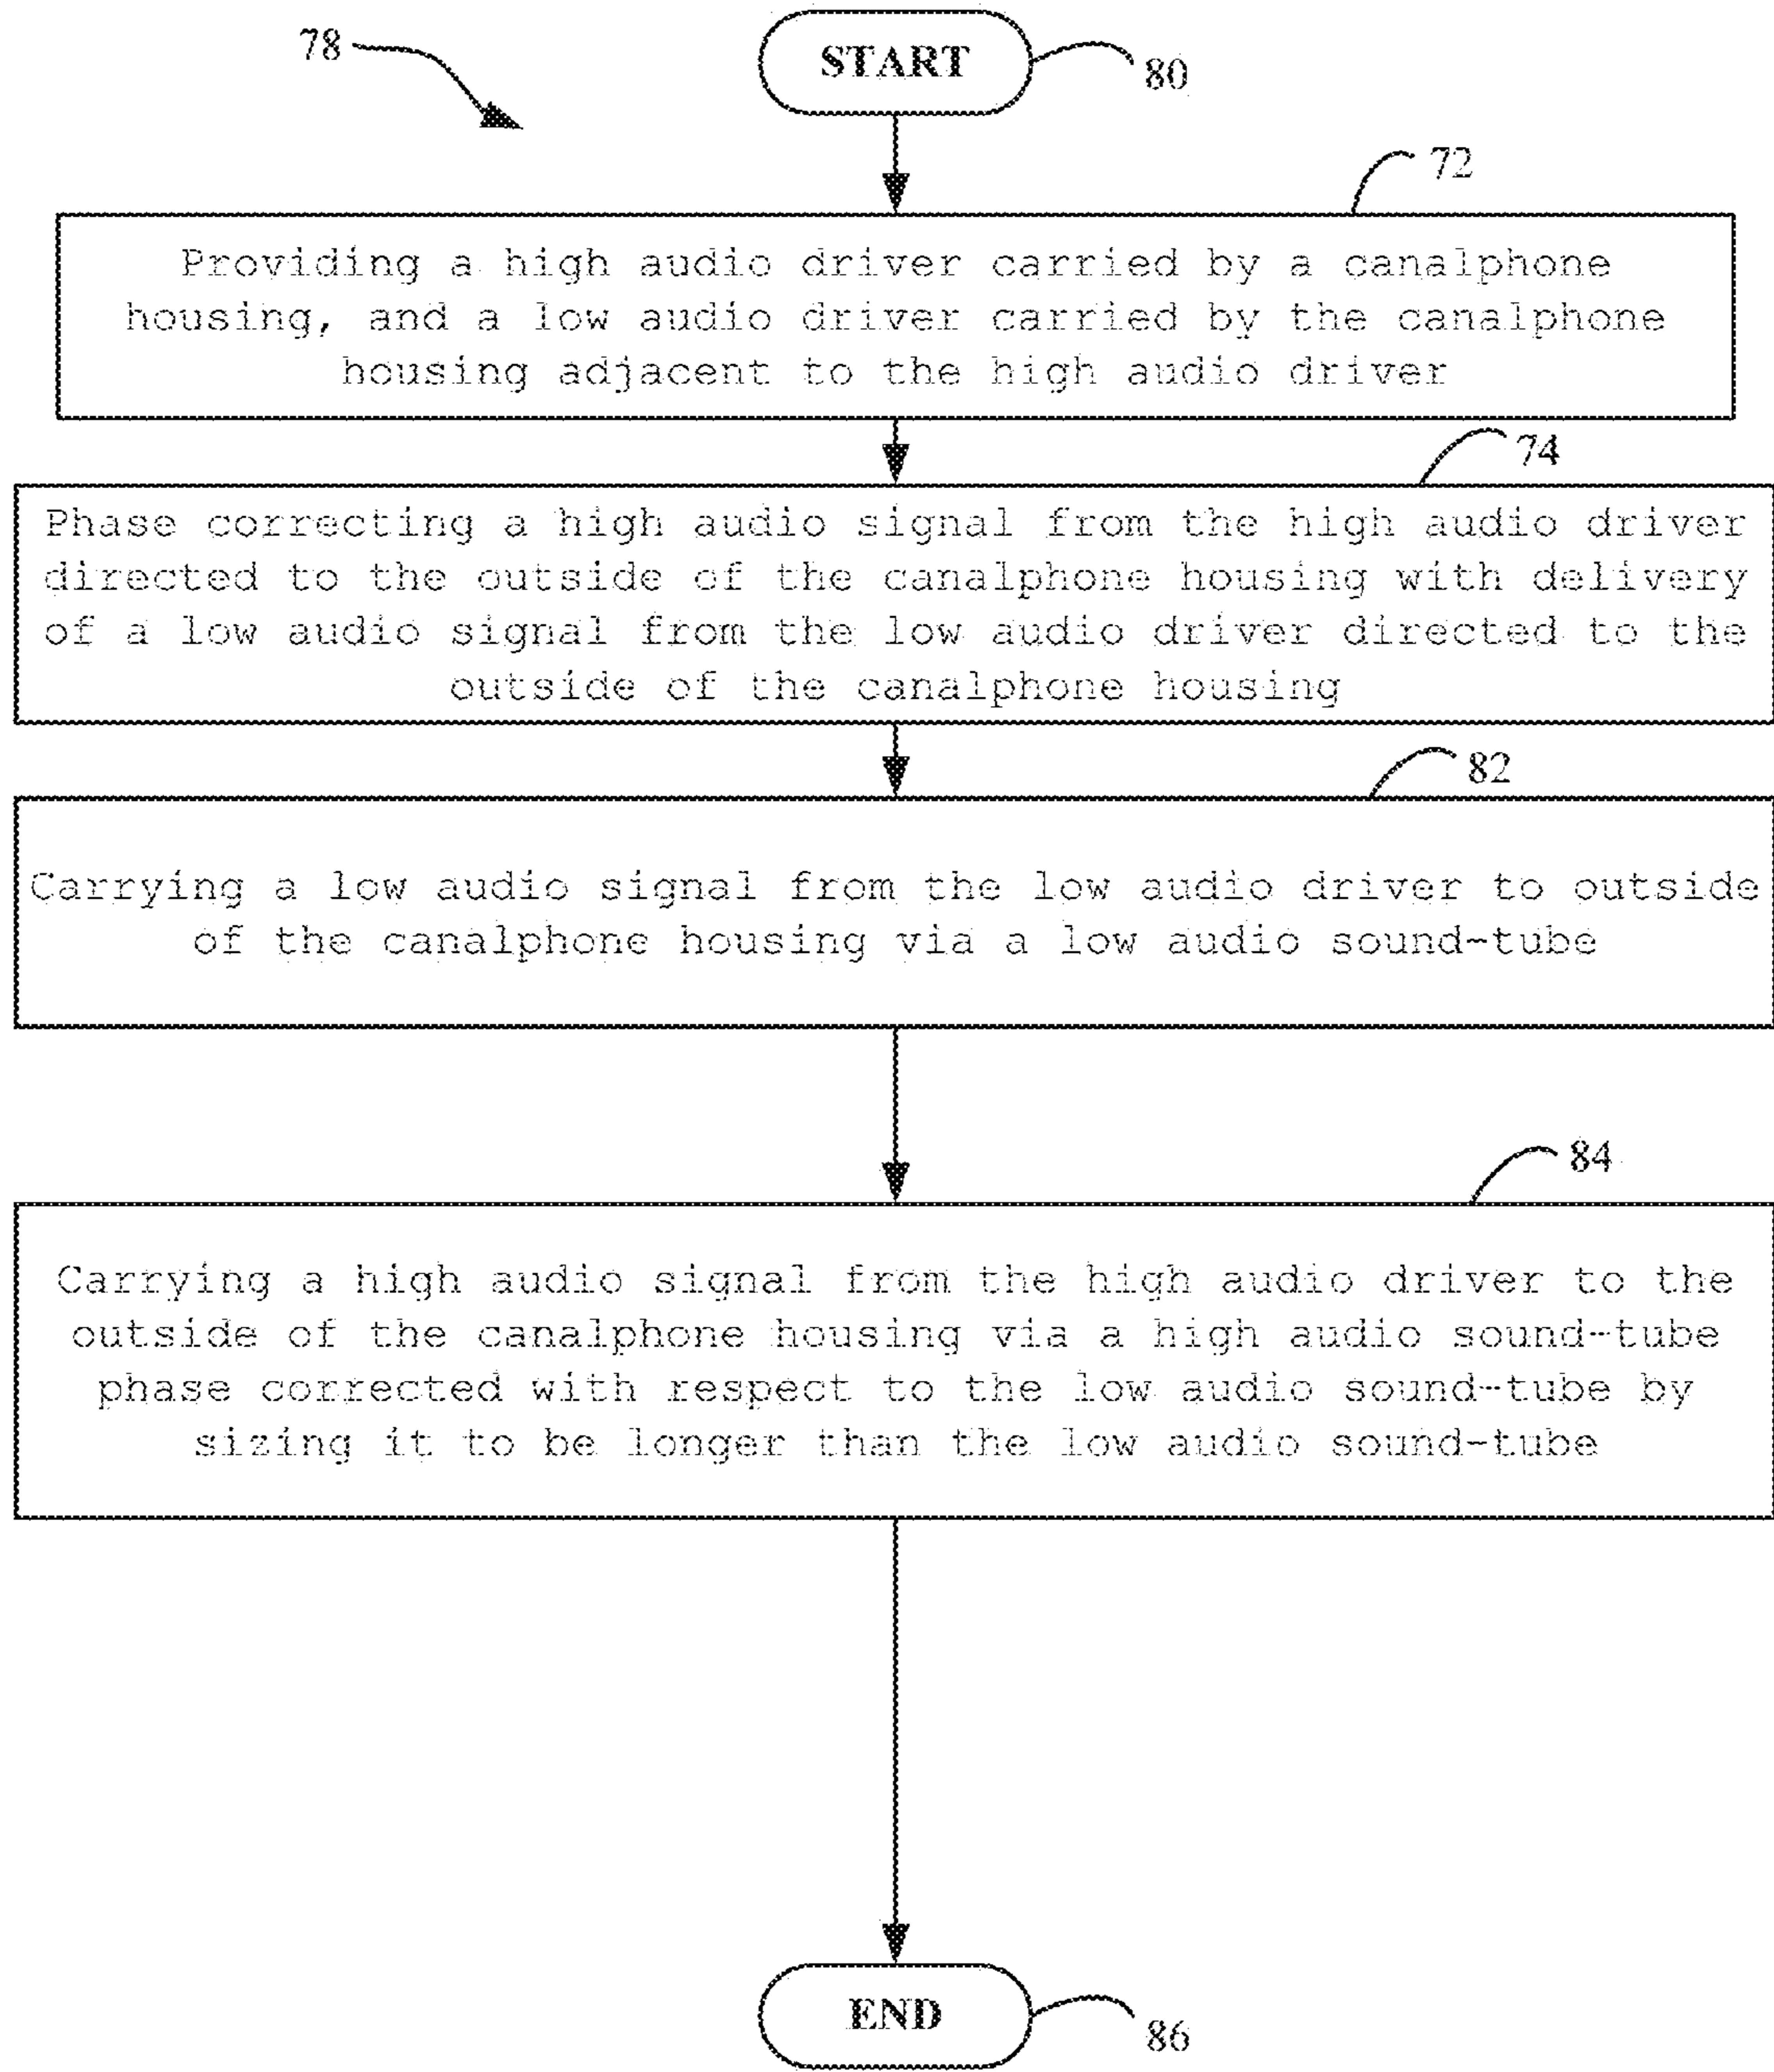 78
START
80
72
Providing a high audio driver carried by a canalphone
housing, and a low audio driver carried by the canalphone
housing adjacent to the high audio driver
74
Phase correcting a high audio signal from the high audio driver
directed to the outside of the canalphone housing with delivery
of a low audio signal from the low audio driver directed to the
outside of the canalphone housing
82
Carrying a low audio signal from the low audio driver to outside
of the canalphone housing via a low audio sound-tube
84
Carrying a high audio signal from the high audio driver to the
outside of the canalphone housing via a high audio sound-tube
phase corrected with respect to the low audio sound-tube by
sizing it to be longer than the low audio sound-tube
END
86